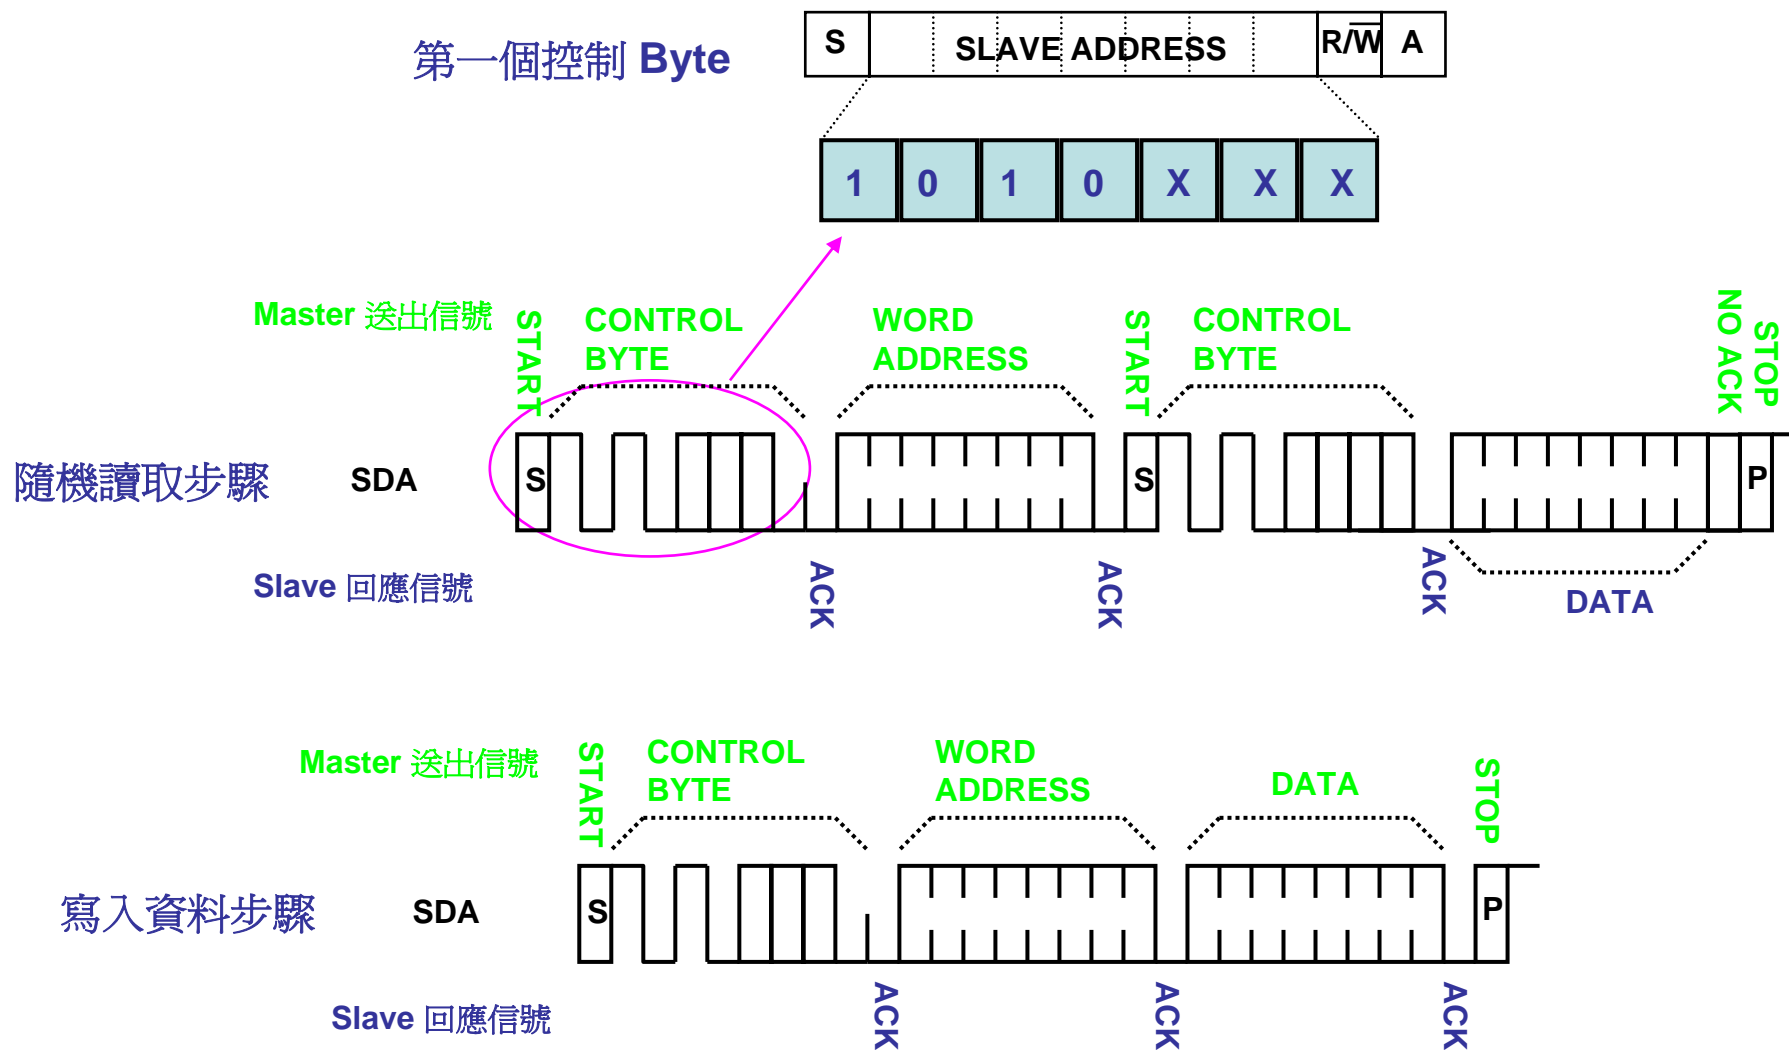 第一個控制 Byte
S SLAVE ADDRESS R/W A
1 0 1 0 X X X
Master 送出信號
START
CONTROL
BYTE
WORD
ADDRESS
START
CONTROL
BYTE
NO ACK
STOP
隨機讀取步驟
SDA
S
S
P
Slave 回應信號
ACK
ACK
ACK
DATA
Master 送出信號
START
CONTROL
BYTE
WORD
ADDRESS
DATA
STOP
寫入資料步驟
SDA
S
P
Slave 回應信號
ACK
ACK
ACK